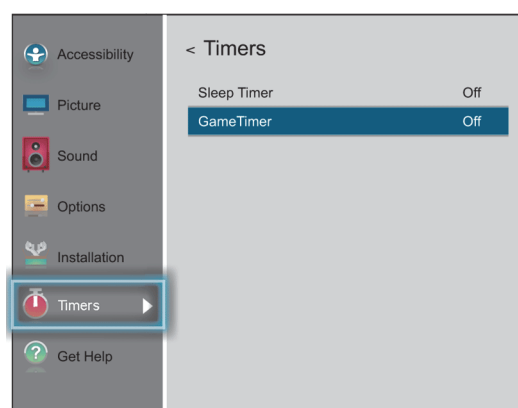 Accessibility
Picture
Sound
Options
Installation
Timers
Get Help
< Timers
Sleep Timer Off
GameTimer Off